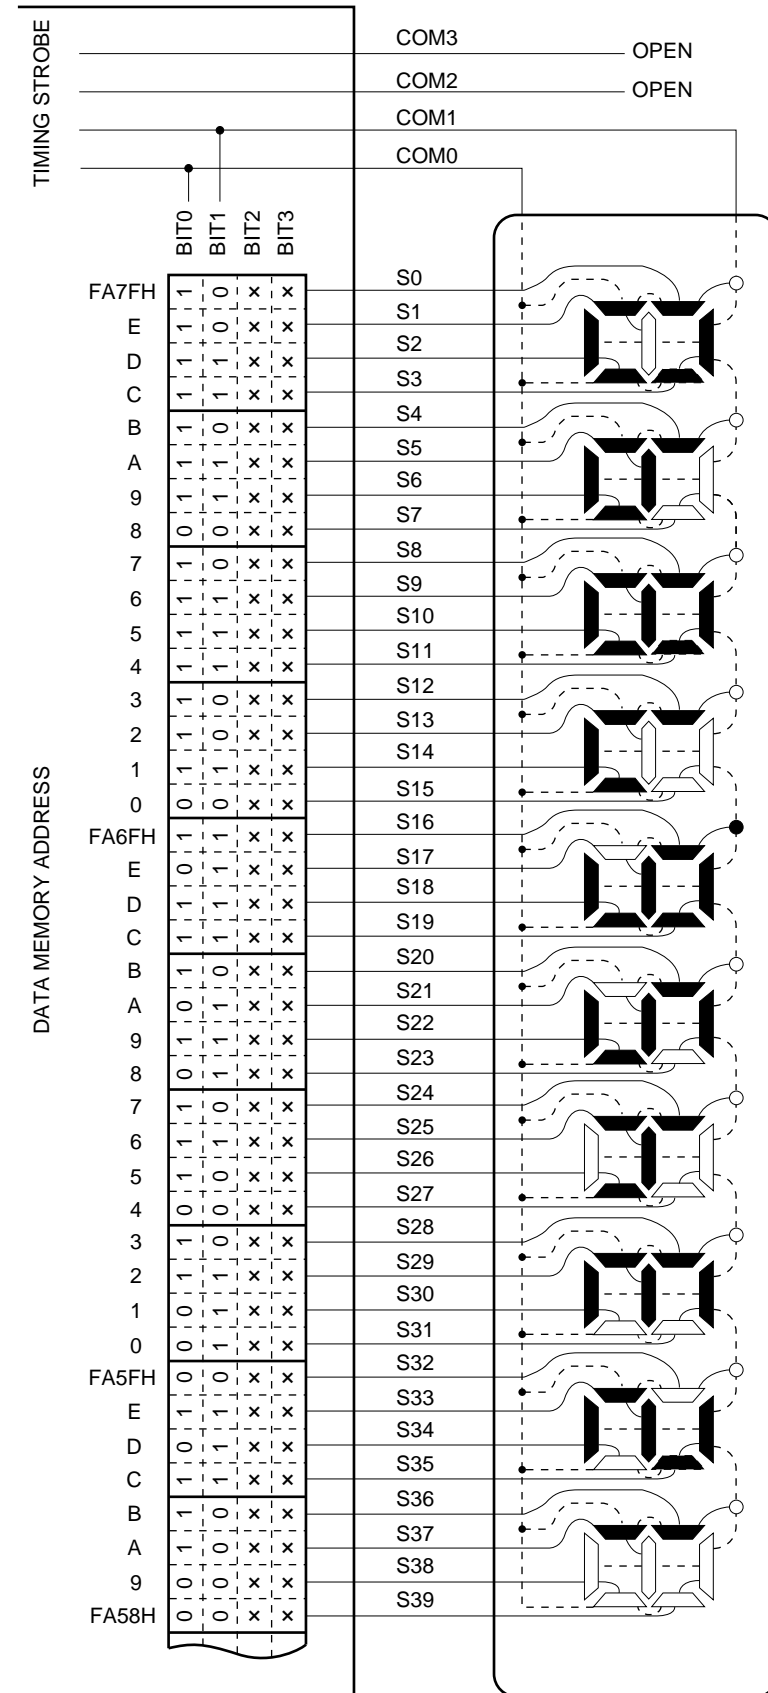 TIMING STROBE
COM3 OPEN
COM2 OPEN
COM1
COM0
BIT0 BIT1 BIT2 BIT3
DATA MEMORY ADDRESS
FA7FH 1 0 × × S0
E 1 0 × × S1
D 1 1 × × S2
C 1 1 × × S3
B 1 0 × × S4
A 1 1 × × S5
9 1 1 × × S6
8 0 0 × × S7
7 1 0 × × S8
6 1 1 × × S9
5 1 1 × × S10
4 1 1 × × S11
3 1 0 × × S12
2 1 0 × × S13
1 1 1 × × S14
0 0 0 × × S15
FA6FH 1 1 × × S16
E 0 1 × × S17
D 1 1 × × S18
C 1 1 × × S19
B 1 0 × × S20
A 0 1 × × S21
9 1 1 × × S22
8 0 1 × × S23
7 1 0 × × S24
6 1 1 × × S25
5 1 0 × × S26
4 0 0 × × S27
3 1 0 × × S28
2 1 1 × × S29
1 0 1 × × S30
0 0 1 × × S31
FA5FH 0 0 × × S32
E 1 1 × × S33
D 0 1 × × S34
C 1 1 × × S35
B 1 0 × × S36
A 1 0 × × S37
9 0 0 × × S38
FA58H 0 0 × × S39